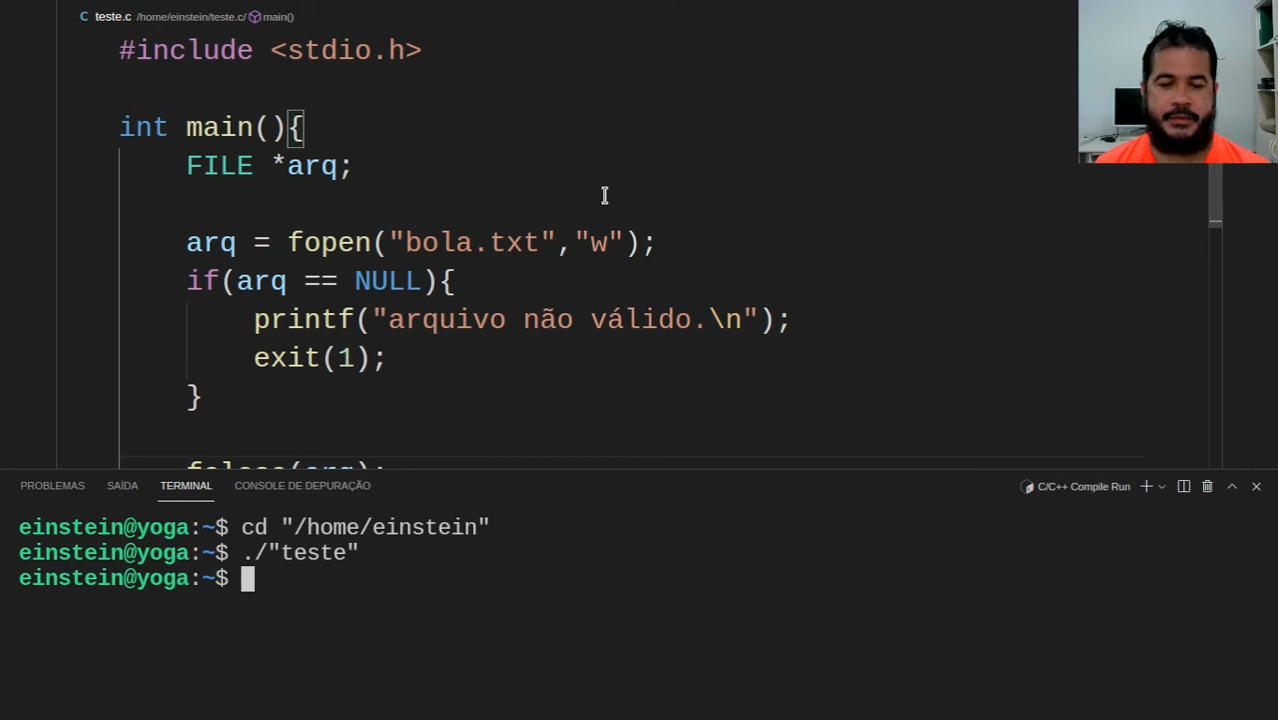 C teste.c /home/einstein/teste.c/ main()
#include <stdio.h>
int main(){
FILE *arq;
arq = fopen("bola.txt","w");
if(arq == NULL){
printf("arquivo não válido.\n");
exit(1);
}
fclose(arq);
PROBLEMAS SAÍDA TERMINAL CONSOLE DE DEPURAÇÃO C/C++ Compile Run
einstein@yoga:~$ cd "/home/einstein"
einstein@yoga:~$ ./"teste"
einstein@yoga:~$